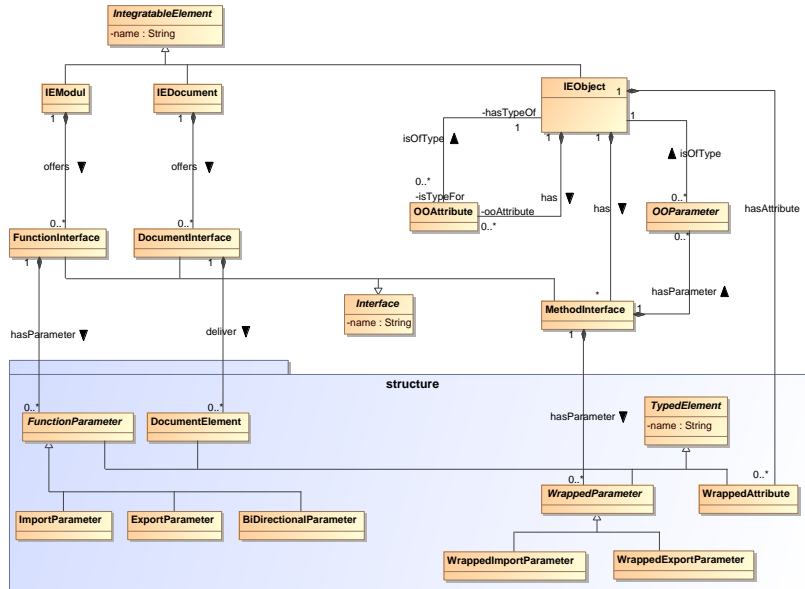 IntegratableElement
-name : String
IEModul
IEDocument
IEObject
1
1
1
-hasTypeOf
1
1
1
1
isOfType
isOfType
offers
offers
0..*
-isTypeFor
has
has
0..*
hasAttribute
OOAttribute
-ooAttribute
0..*
OOParameter
0..*
0..*
0..*
FunctionInterface
DocumentInterface
1
1
Interface
-name : String
hasParameter
*
MethodInterface
1
1
hasParameter
deliver
structure
0..*
0..*
hasParameter
TypedElement
-name : String
FunctionParameter
DocumentElement
0..*
0..*
WrappedParameter
WrappedAttribute
ImportParameter
ExportParameter
BiDirectionalParameter
WrappedImportParameter
WrappedExportParameter